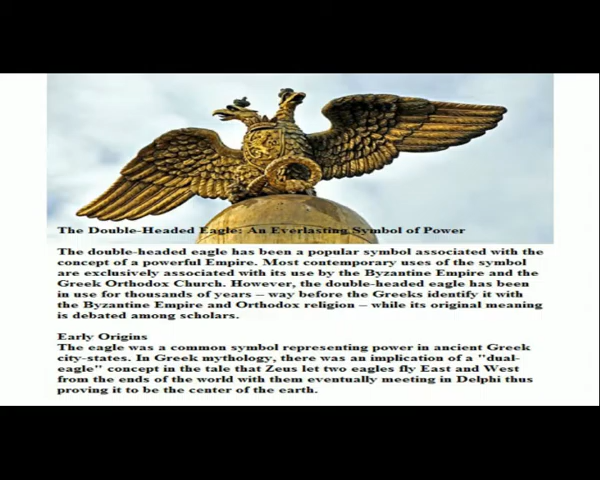 The Double-Headed Eagle: An Everlasting Symbol of Power
The double-headed eagle has been a popular symbol associated with the
concept of a powerful Empire. Most contemporary uses of the symbol
are exclusively associated with its use by the Byzantine Empire and the
Greek Orthodox Church. However, the double-headed eagle has been
in use for thousands of years – way before the Greeks identify it with
the Byzantine Empire and Orthodox religion – while its original meaning
is debated among scholars.
Early Origins
The eagle was a common symbol representing power in ancient Greek
city-states. In Greek mythology, there was an implication of a "dual-
eagle" concept in the tale that Zeus let two eagles fly East and West
from the ends of the world with them eventually meeting in Delphi thus
proving it to be the center of the earth.